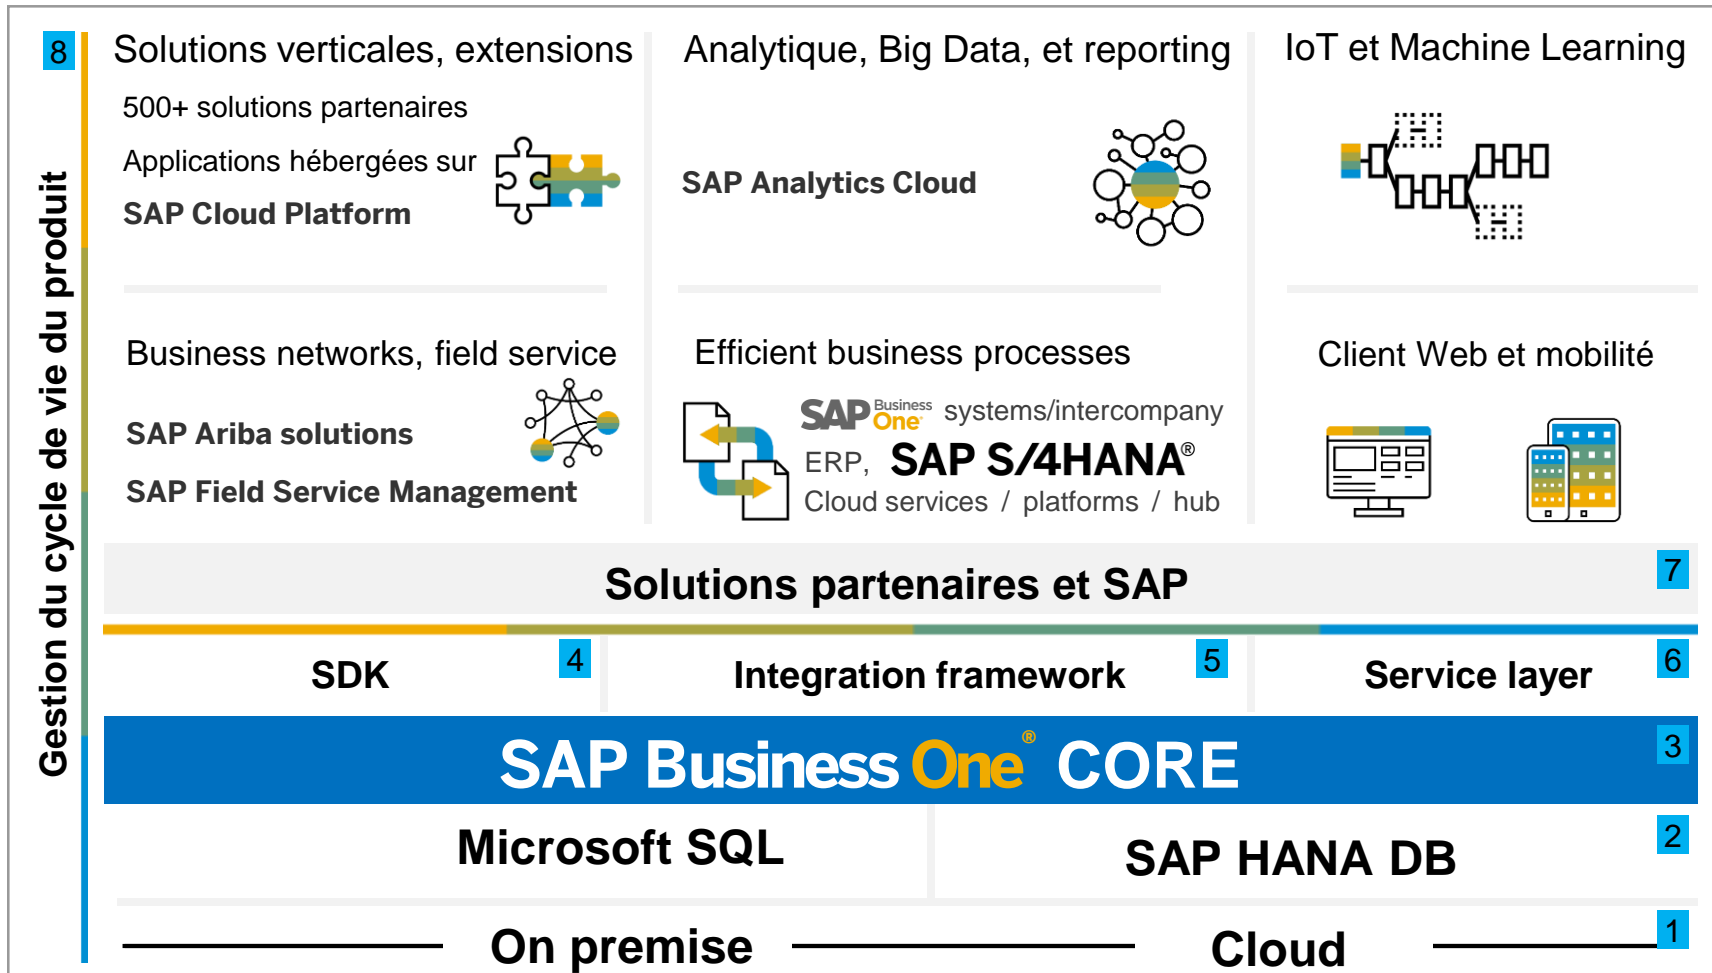 8
Gestion du cycle de vie du produit
Solutions verticales, extensions
500+ solutions partenaires
Applications hébergées sur
SAP Cloud Platform
Analytique, Big Data, et reporting
SAP Analytics Cloud
IoT et Machine Learning
Business networks, field service
SAP Ariba solutions
SAP Field Service Management
Efficient business processes
SAP Business One® systems/intercompany
ERP, SAP S/4HANA®
Cloud services / platforms / hub
Client Web et mobilité
Solutions partenaires et SAP
7
SDK
4
Integration framework
5
Service layer
6
SAP Business One® CORE
3
Microsoft SQL
SAP HANA DB
2
On premise
Cloud
1